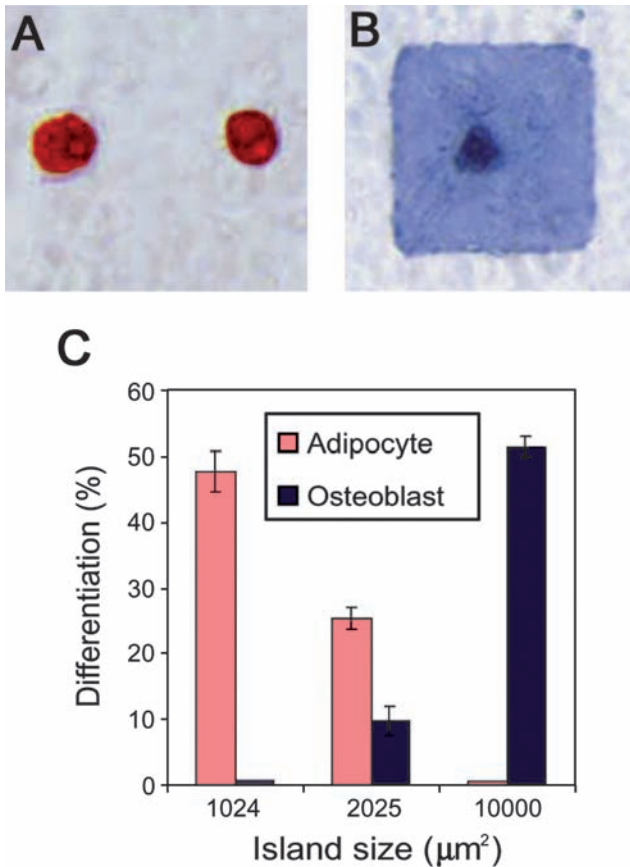 A
B
C
60
50
40
30
20
10
0
Differentiation (%)
Adipocyte
Osteoblast
1024 2025 10000
Island size (μm²)